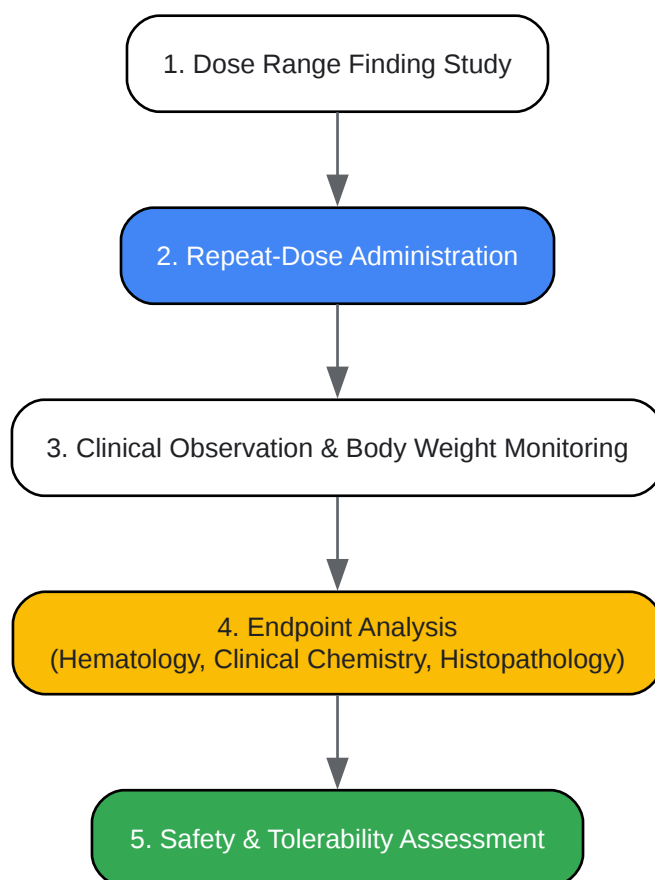 1. Dose Range Finding Study
2. Repeat-Dose Administration
3. Clinical Observation & Body Weight Monitoring
4. Endpoint Analysis
(Hematology, Clinical Chemistry, Histopathology)
5. Safety & Tolerability Assessment